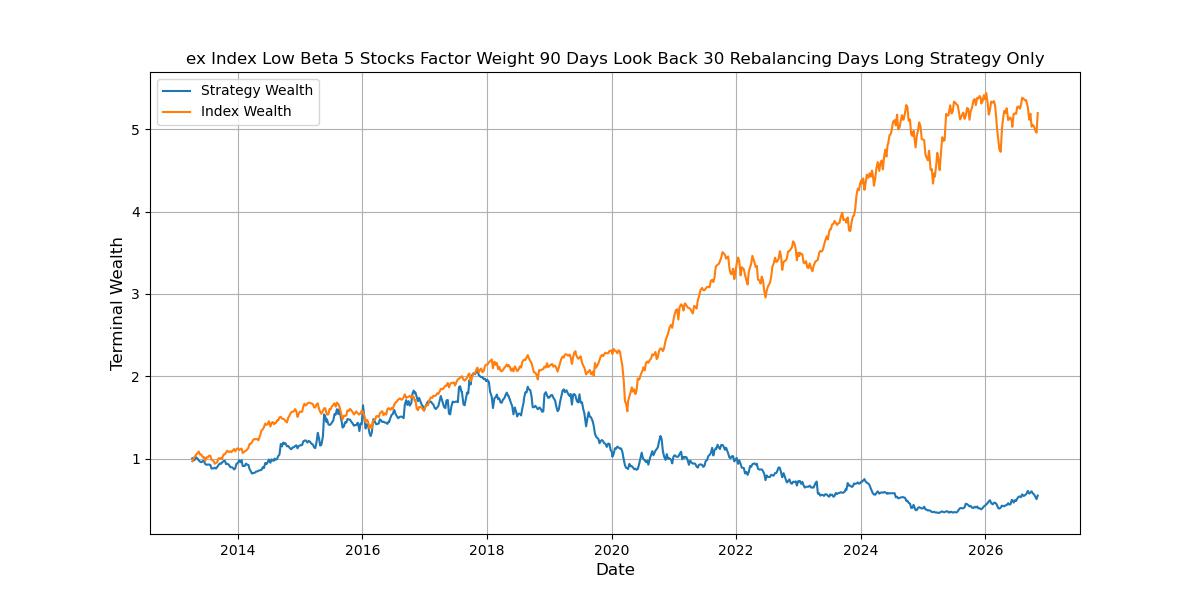 ex Index Low Beta 5 Stocks Factor Weight 90 Days Look Back 30 Rebalancing Days Long Strategy Only
Strategy Wealth
Index Wealth
Terminal Wealth
5
4
3
2
1
2014 2016 2018 2020 2022 2024 2026
Date